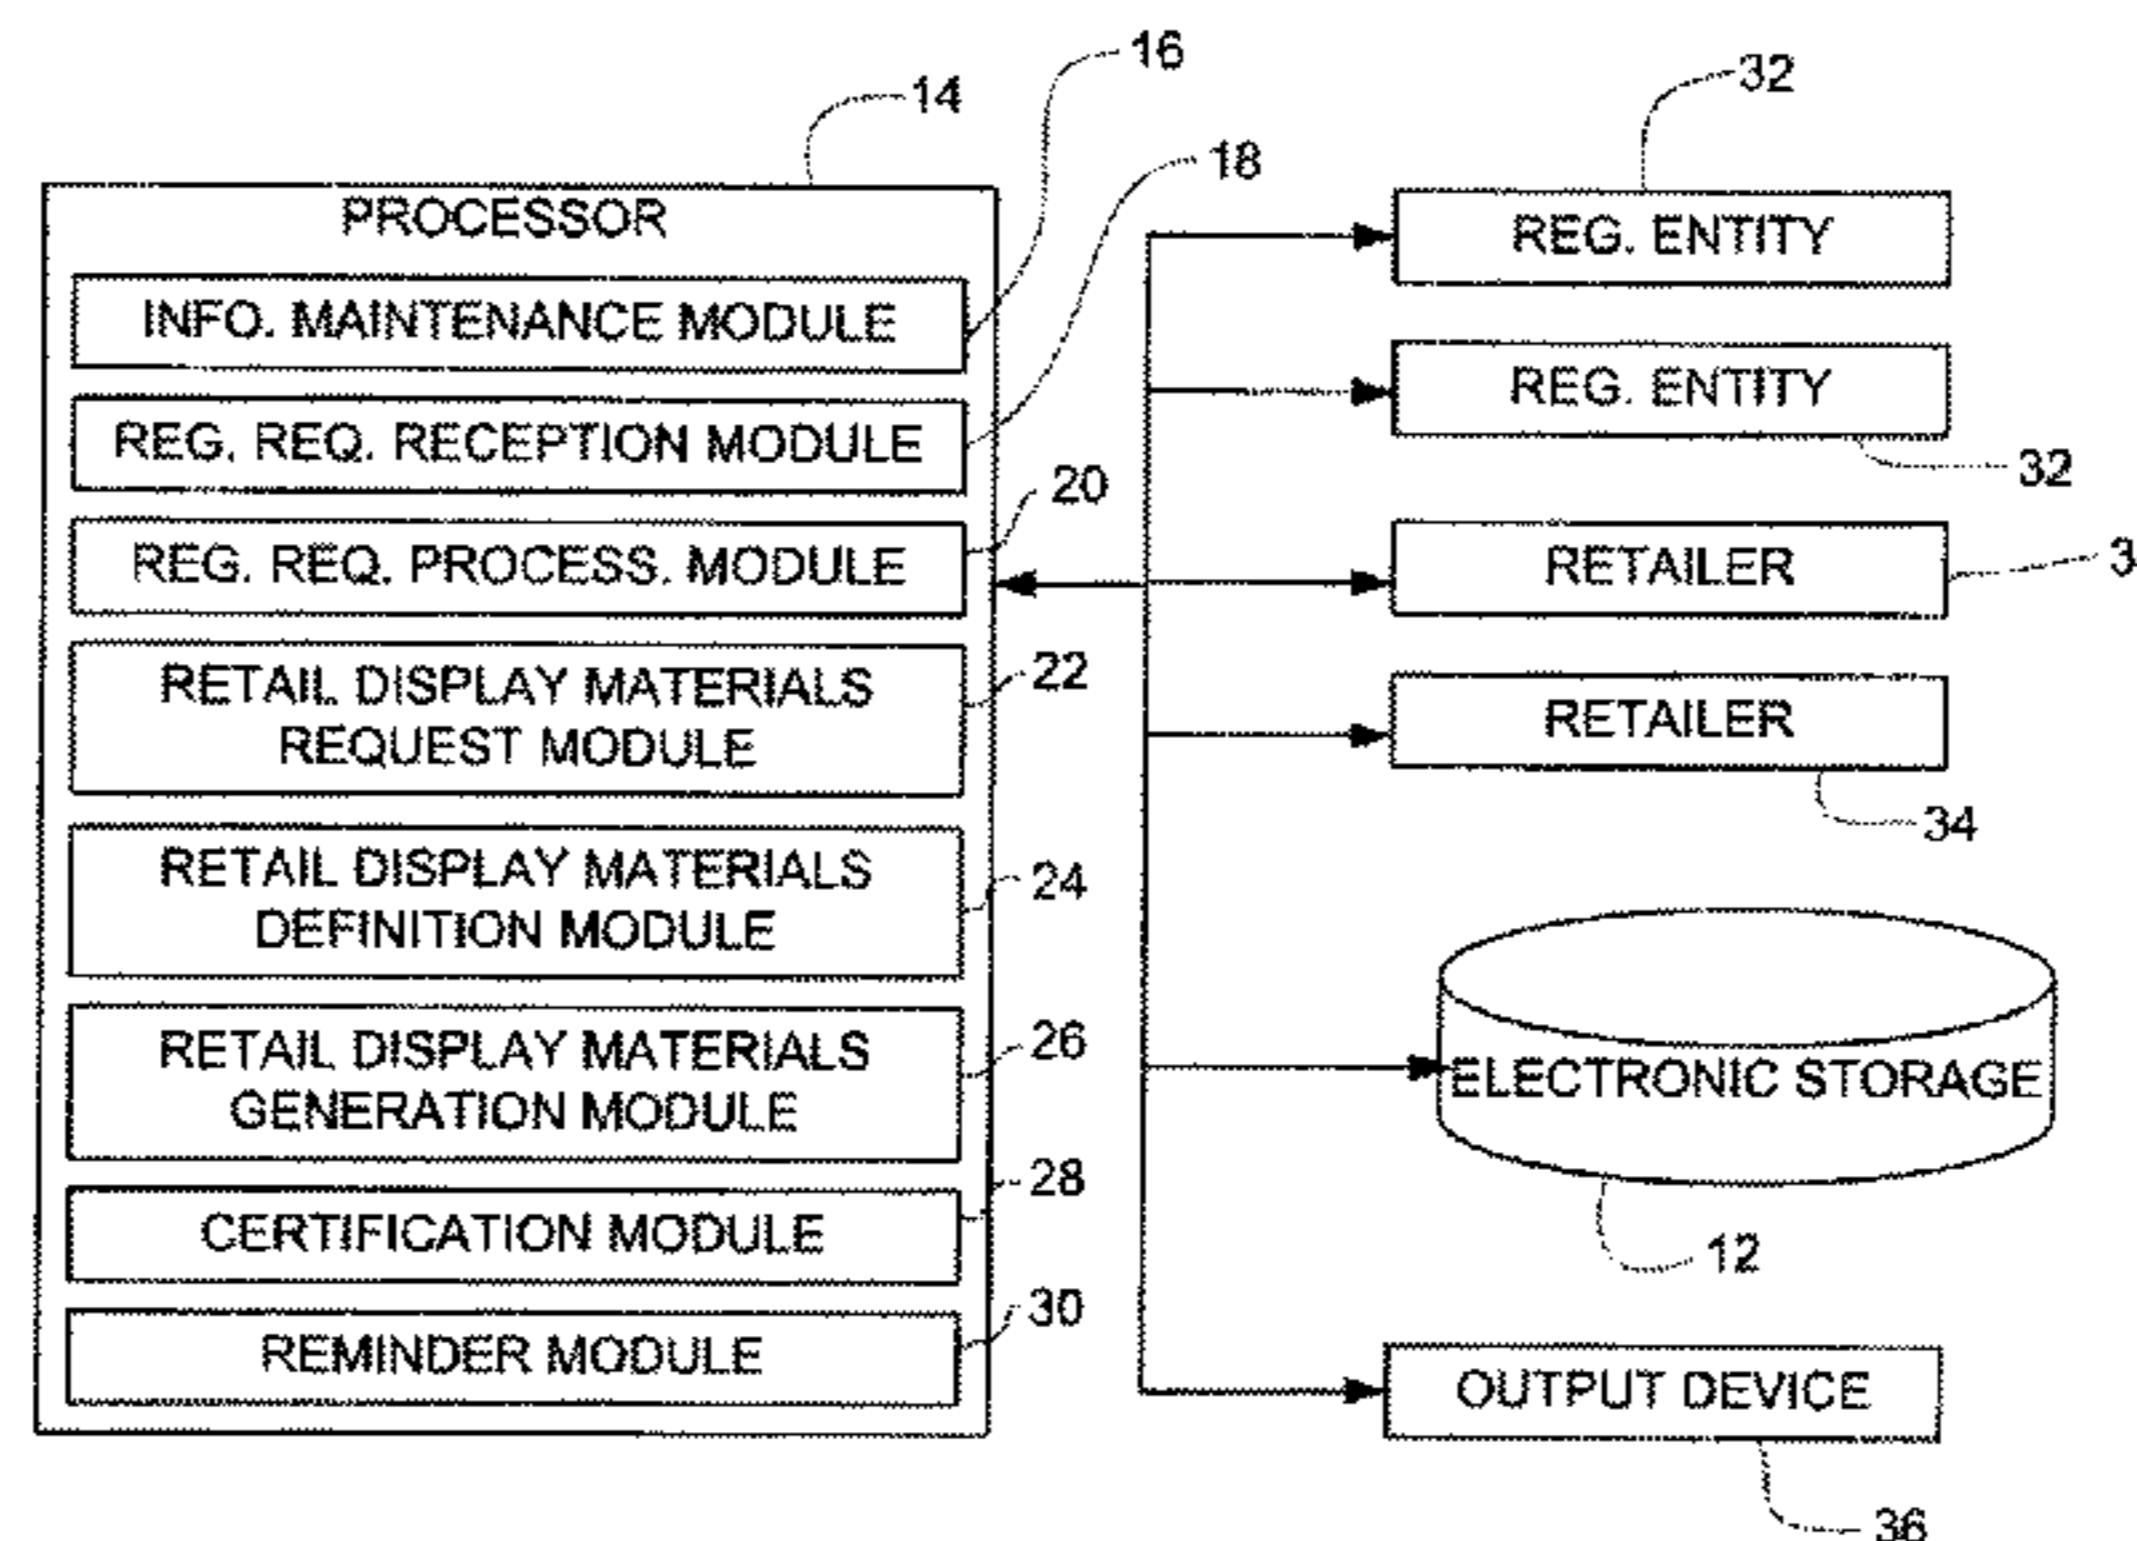 16
14
32
18
PROCESSOR
REG. ENTITY
INFO. MAINTENANCE MODULE
REG. ENTITY
REG. REQ. RECEPTION MODULE
32
20
REG. REQ. PROCESS. MODULE
RETAILER
3
RETAIL DISPLAY MATERIALS
REQUEST MODULE
22
RETAILER
34
RETAIL DISPLAY MATERIALS
DEFINITION MODULE
24
RETAIL DISPLAY MATERIALS
GENERATION MODULE
26
ELECTRONIC STORAGE
28
CERTIFICATION MODULE
12
30
REMINDER MODULE
OUTPUT DEVICE
36